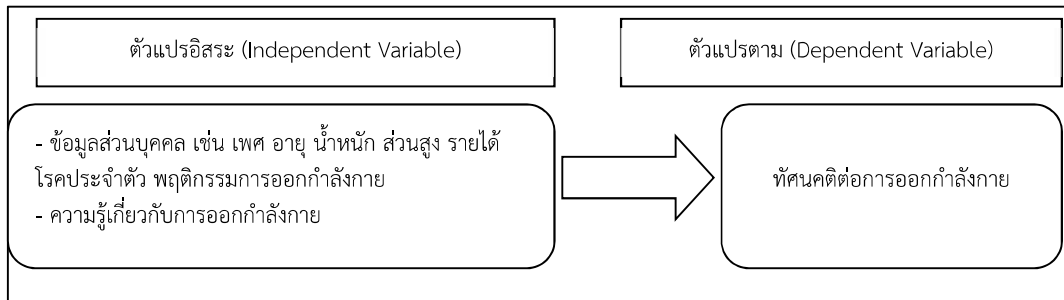 ตัวแปรอิสระ (Independent Variable)
ตัวแปรตาม (Dependent Variable)
- ข้อมูลส่วนบุคคล เช่น เพศ อายุ น้ำหนัก ส่วนสูง รายได้
โรคประจำตัว พฤติกรรมการออกกำลังกาย
- ความรู้เกี่ยวกับการออกกำลังกาย
ทัศนคติต่อการออกกำลังกาย